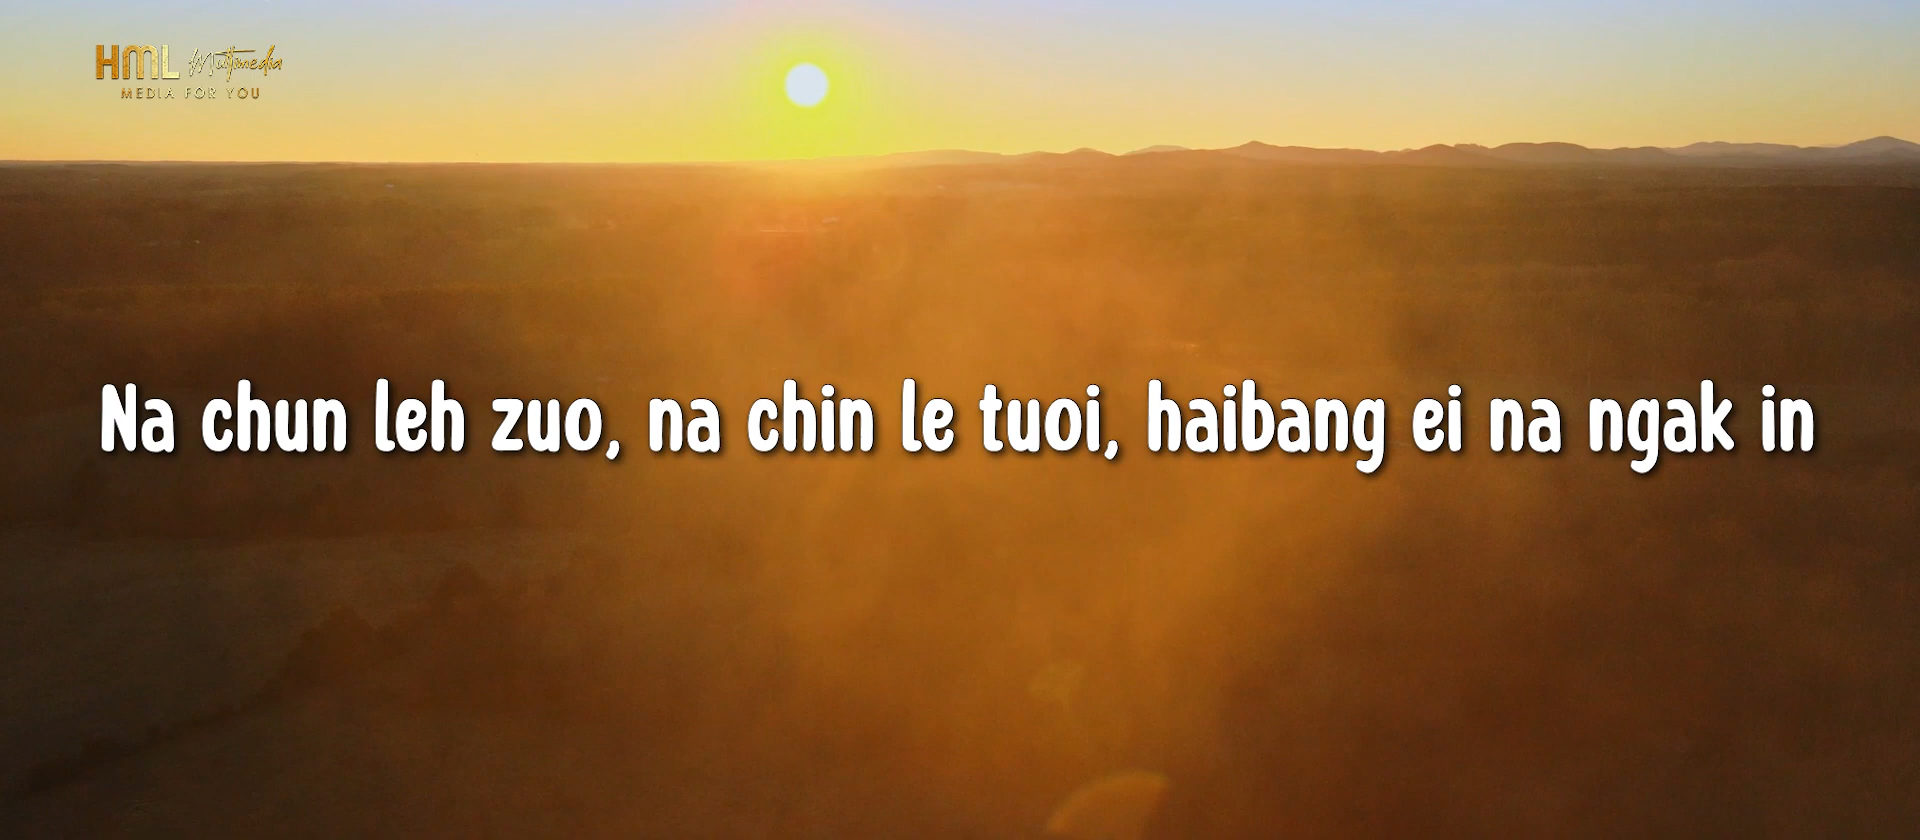 HML Multimedia
MEDIA FOR YOU
Na chun leh zuo, na chin le tuoi, haibang ei na ngak in